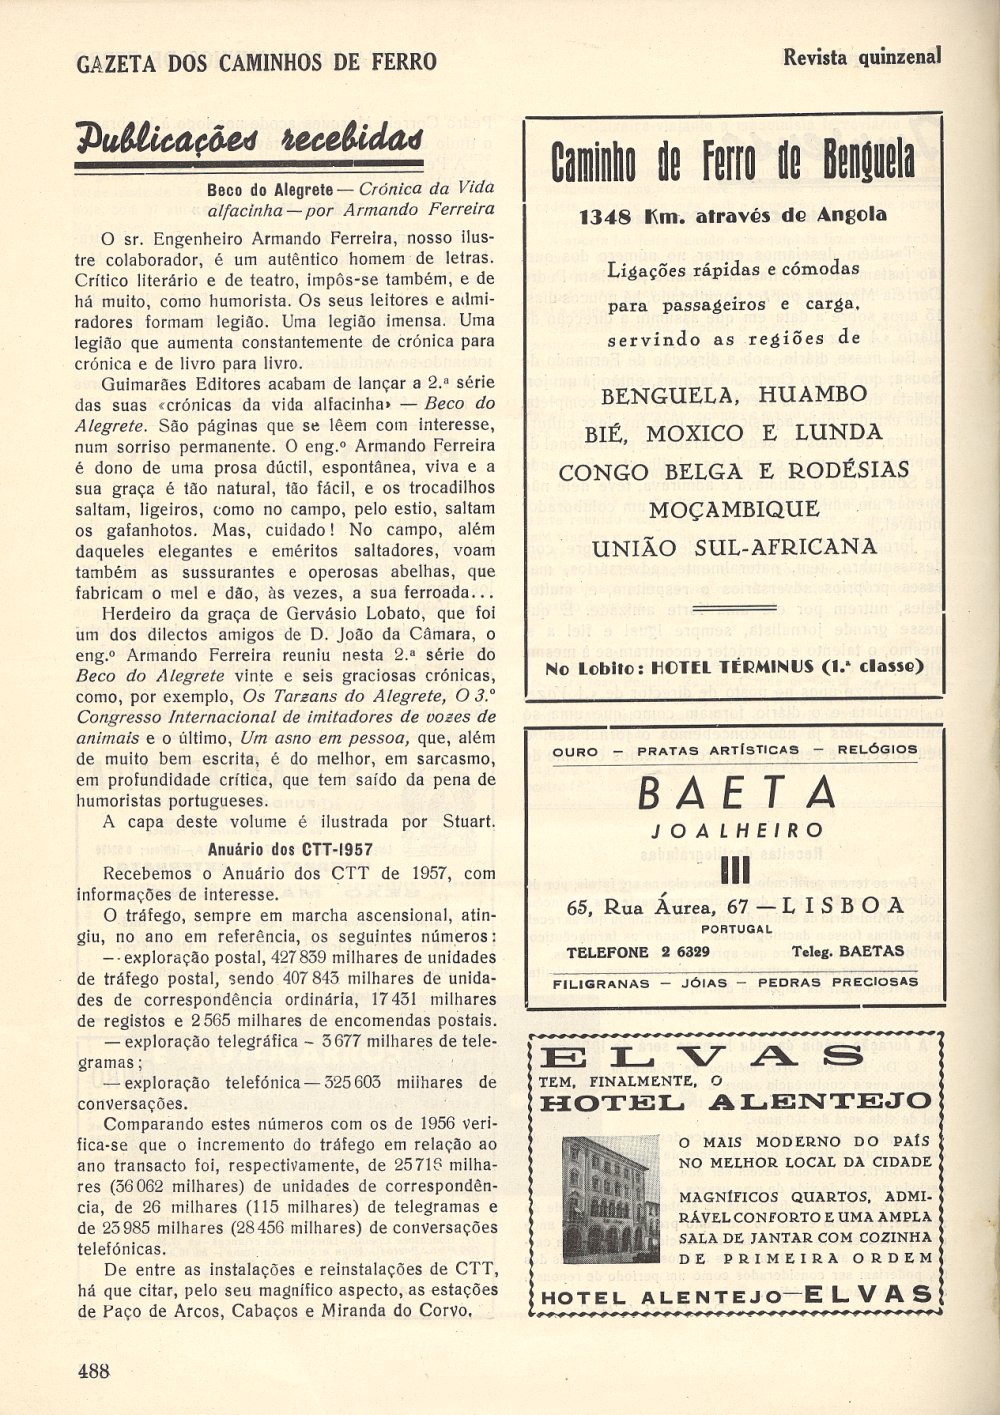 GAZETA DOS CAMINHOS DE FERRO
Revista quinzenal
Publicações recebidas
Beco do Alegrete — Crónica da Vida
alfacinha — por Armando Ferreira
O sr. Engenheiro Armando Ferreira, nosso ilus-
tre colaborador, é um autêntico homem de letras.
Crítico literário e de teatro, impôs-se também, e de
há muito, como humorista. Os seus leitores e admi-
radores formam legião. Uma legião imensa. Uma
legião que aumenta constantemente de crónica para
crónica e de livro para livro.
Guimarães Editores acabam de lançar a 2.ª série
das suas «crónicas da vida alfacinha» — Beco do
Alegrete. São páginas que se lêem com interesse,
num sorriso permanente. O eng.º Armando Ferreira
é dono de uma prosa dúctil, espontânea, viva e a
sua graça é tão natural, tão fácil, e os trocadilhos
saltam, ligeiros, como no campo, pelo estio, saltam
os gafanhotos. Mas, cuidado! No campo, além
daqueles elegantes e eméritos saltadores, voam
também as sussurantes e operosas abelhas, que
fabricam o mel e dão, às vezes, a sua ferroada...
Herdeiro da graça de Gervásio Lobato, que foi
um dos dilectos amigos de D. João da Câmara, o
eng.º Armando Ferreira reuniu nesta 2.ª série do
Beco do Alegrete vinte e seis graciosas crónicas,
como, por exemplo, Os Tarzans do Alegrete, O 3.º
Congresso Internacional de imitadores de vozes de
animais e o último, Um asno em pessoa, que, além
de muito bem escrita, é do melhor, em sarcasmo,
em profundidade crítica, que tem saído da pena de
humoristas portugueses.
A capa deste volume é ilustrada por Stuart.
Anuário dos CTT-1957
Recebemos o Anuário dos CTT de 1957, com
informações de interesse.
O tráfego, sempre em marcha ascensional, atin-
giu, no ano em referência, os seguintes números:
— exploração postal, 427 839 milhares de unidades
de tráfego postal, sendo 407 843 milhares de unida-
des de correspondência ordinária, 17 431 milhares
de registos e 2 565 milhares de encomendas postais.
— exploração telegráfica – 3 677 milhares de tele-
gramas;
— exploração telefónica — 325 603 milhares de
conversações.
Comparando estes números com os de 1956 veri-
fica-se que o incremento do tráfego em relação ao
ano transacto foi, respectivamente, de 25 718 milha-
res (36 062 milhares) de unidades de correspondên-
cia, de 26 milhares (115 milhares) de telegramas e
de 23 985 milhares (28 456 milhares) de conversações
telefónicas.
De entre as instalações e reinstalações de CTT,
há que citar, pelo seu magnífico aspecto, as estações
de Paço de Arcos, Cabaços e Miranda do Corvo.
488
Caminho de Ferro de Benguela
1348 Km. através de Angola
Ligações rápidas e cómodas
para passageiros e carga,
servindo as regiões de
BENGUELA, HUAMBO
BIÉ, MOXICO E LUNDA
CONGO BELGA E RODÉSIAS
MOÇAMBIQUE
UNIÃO SUL-AFRICANA
No Lobito: HOTEL TÉRMINUS (1.ª classe)
OURO — PRATAS ARTÍSTICAS — RELÓGIOS
BAETA
JOALHEIRO
65, Rua Áurea, 67 — LISBOA
PORTUGAL
TELEFONE 2 6329 Teleg. BAETAS
FILIGRANAS — JÓIAS — PEDRAS PRECIOSAS
ELVAS
TEM, FINALMENTE, O
HOTEL ALENTEJO
O MAIS MODERNO DO PAÍS
NO MELHOR LOCAL DA CIDADE
MAGNÍFICOS QUARTOS, ADMI-
RÁVEL CONFORTO E UMA AMPLA
SALA DE JANTAR COM COZINHA
DE PRIMEIRA ORDEM
HOTEL ALENTEJO—ELVAS